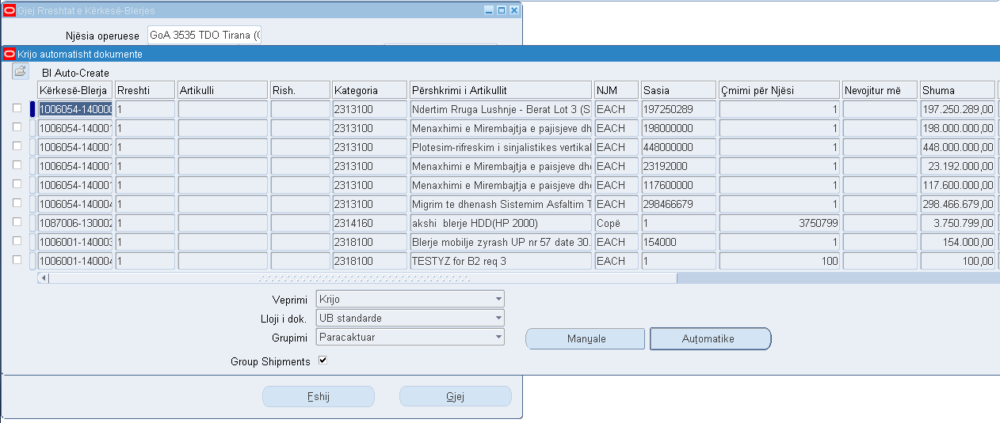 Gjej Rreshtat e Kërkesë-Blerjes
Njësia operuese GoA 3535 TDO Tirana (
Krijo automatisht dokumente
BI Auto-Create
Kërkesë-Blerja Rreshti Artikulli Rish. Kategoria Përshkrimi i Artikullit NJM Sasia Çmimi për Njësi Nevojitur më Shuma
1006054-14000 1 2313100 Ndertim Rruga Lushnje - Berat Lot 3 (S EACH 197250289 1 197.250.289,00
1006054-14000 1 2313100 Menaxhimi e Mirembajtja e pajisjeve dh EACH 198000000 1 198.000.000,00
1006054-14000 1 2313100 Plotesim-rifreskim i sinjalistikes vertikal EACH 448000000 1 448.000.000,00
1006054-14000 1 2313100 Menaxhimi e Mirembajtja e paisjeve dh EACH 23192000 1 23.192.000,00
1006054-14000 1 2313100 Menaxhimi e Mirembajtja e paisjeve dh EACH 117600000 1 117.600.000,00
1006054-14000 1 2313100 Migrim te dhenash Sistemim Asfaltim T EACH 298466679 1 298.466.679,00
1087006-13000 1 2314160 akshi blerje HDD(HP 2000) Copë 1 3750799 3.750.799,00
1006001-14000 1 2318100 Blerje mobilje zyrash UP nr 57 date 30. EACH 154000 1 154.000,00
1006001-14000 1 2318100 TESTYZ for B2 req 3 EACH 1 100 100,00
Veprimi Krijo
Lloji i dok. UB standarde
Grupimi Paracaktuar
Manuale Automatike
Group Shipments
Fshij Gjej